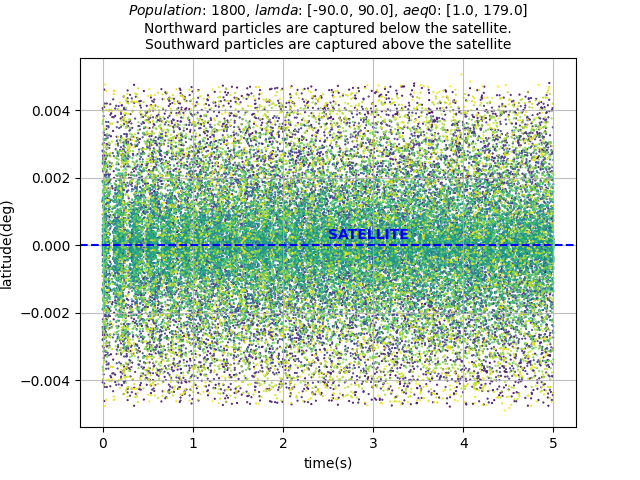 Population: 1800, lamda: [-90.0, 90.0], aeq0: [1.0, 179.0]
Northward particles are captured below the satellite.
Southward particles are captured above the satellite
latitude(deg)
0.004
0.002
0.000
−0.002
−0.004
SATELLITE
0 1 2 3 4 5
time(s)